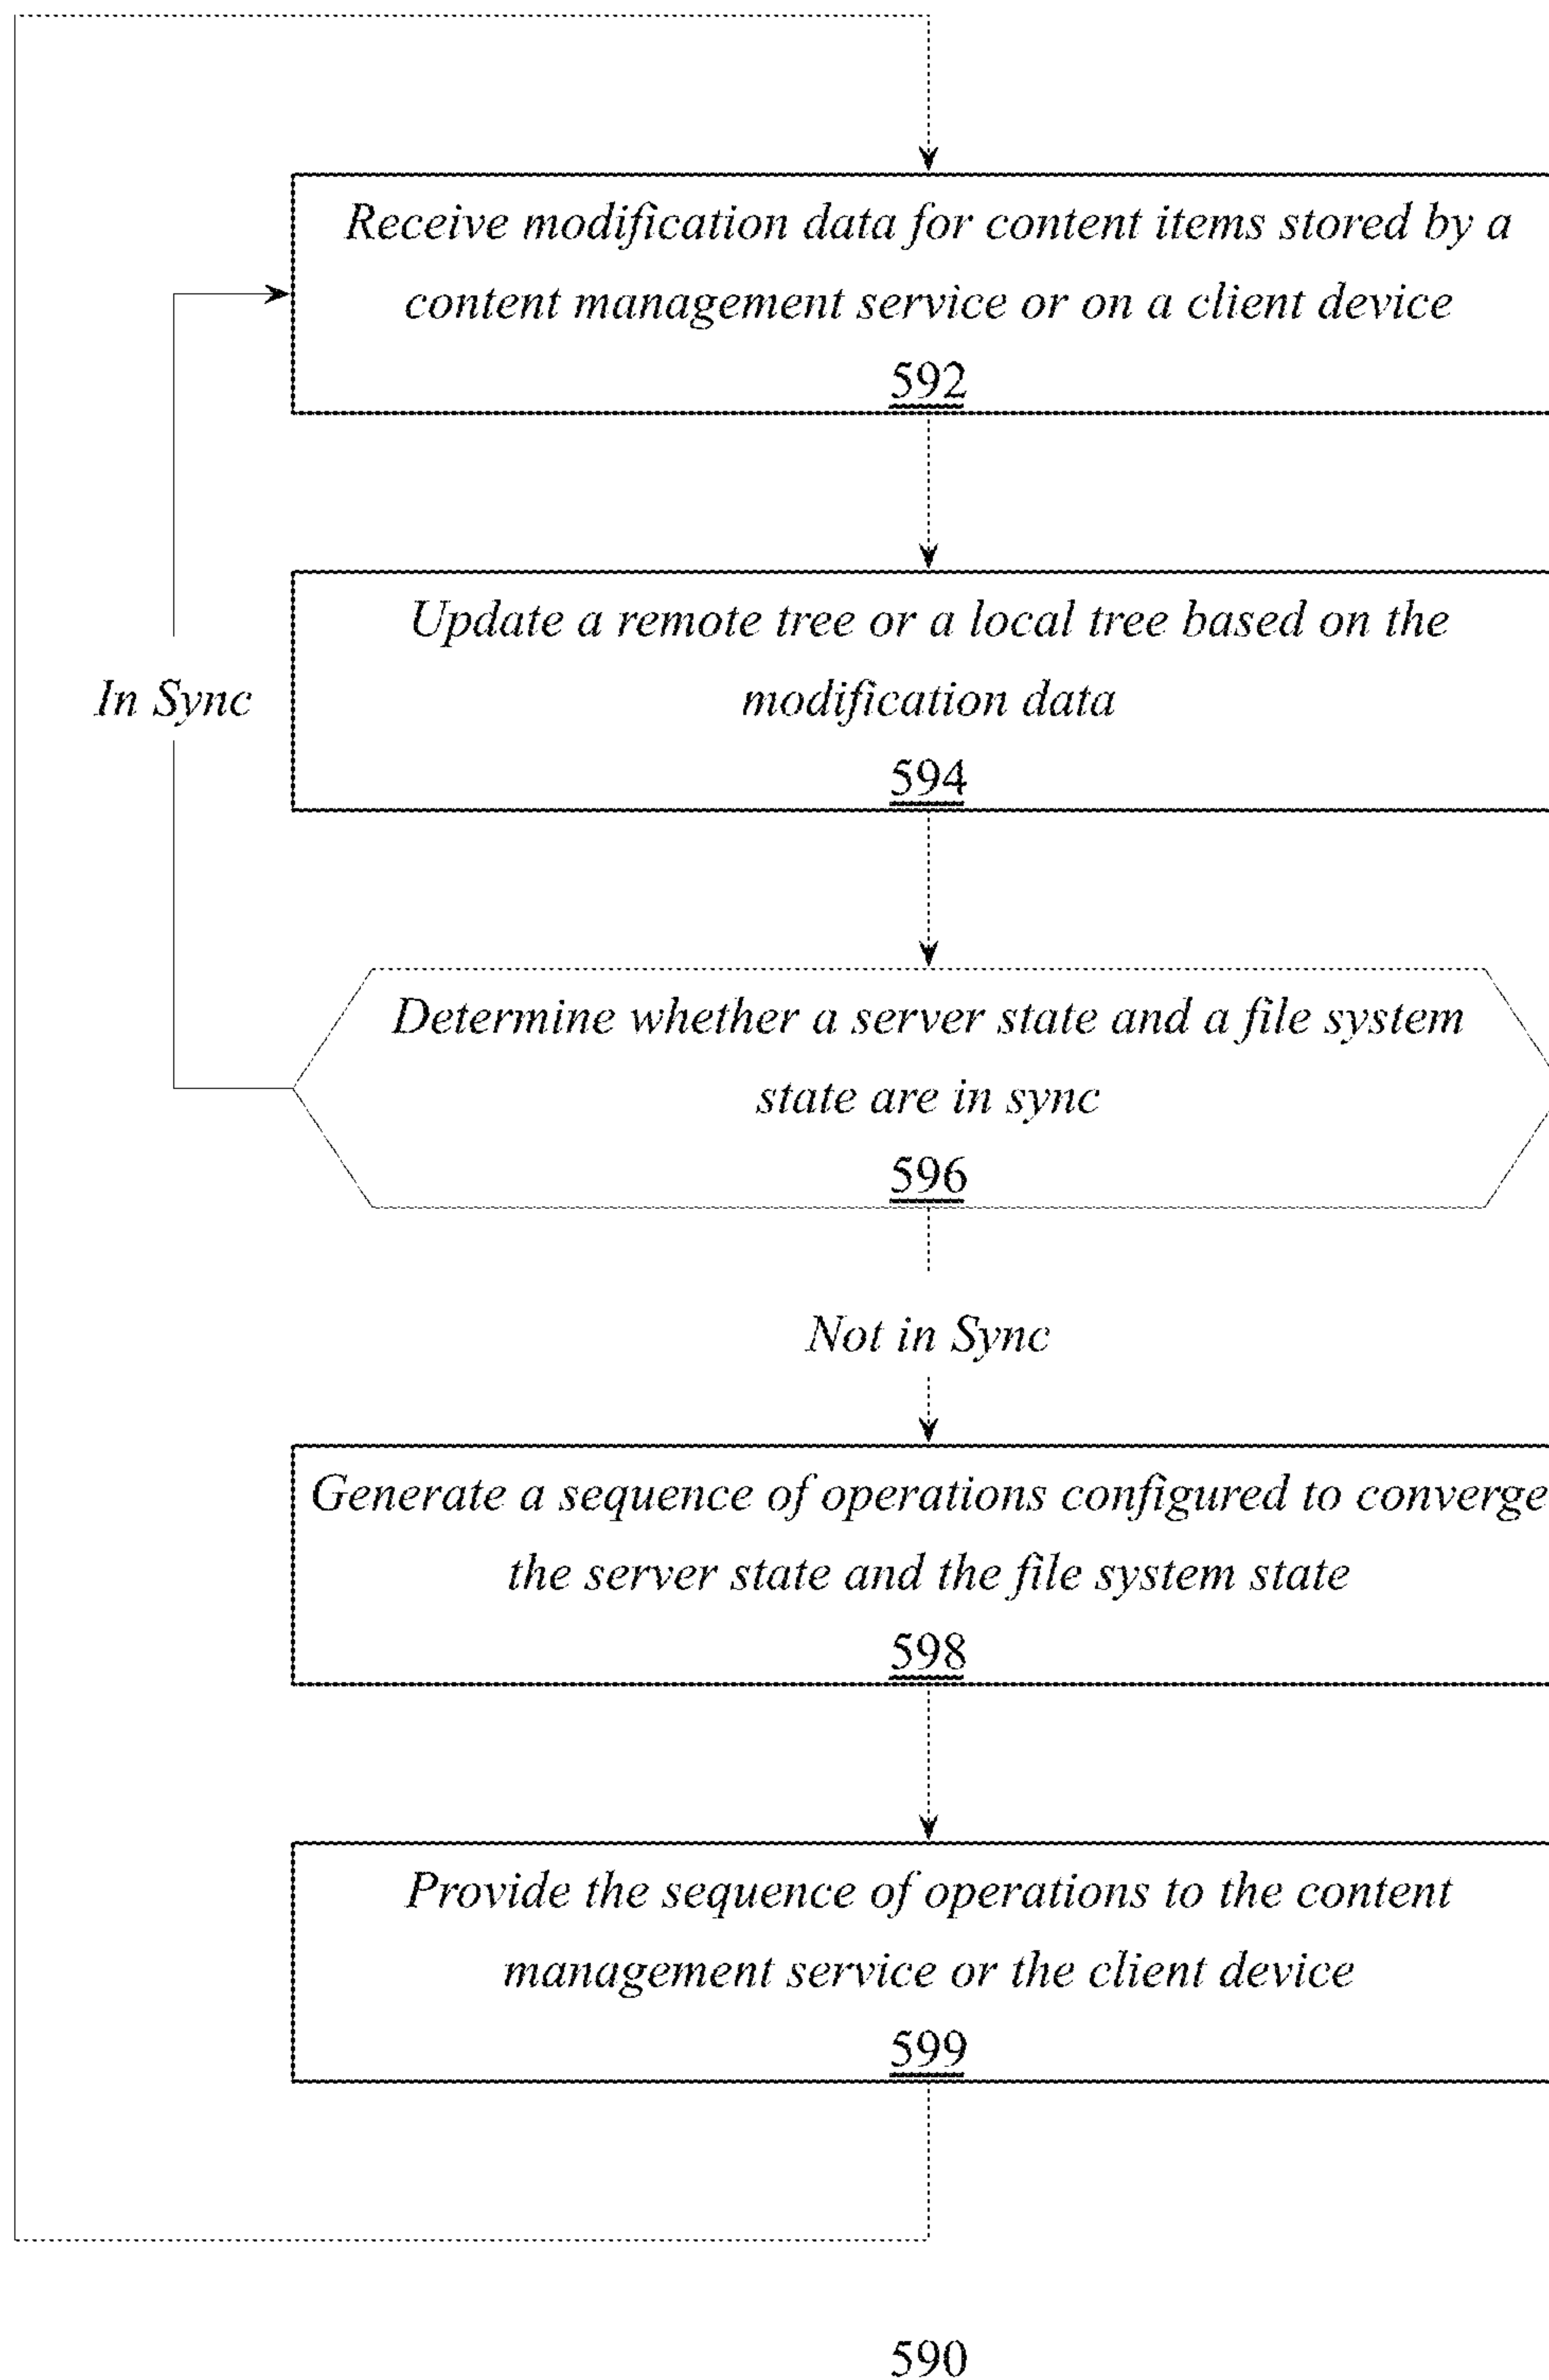 Receive modification data for content items stored by a
content management service or on a client device
592
Update a remote tree or a local tree based on the
modification data
594
In Sync
Determine whether a server state and a file system
state are in sync
596
Not in Sync
Generate a sequence of operations configured to converge
the server state and the file system state
598
Provide the sequence of operations to the content
management service or the client device
599
590